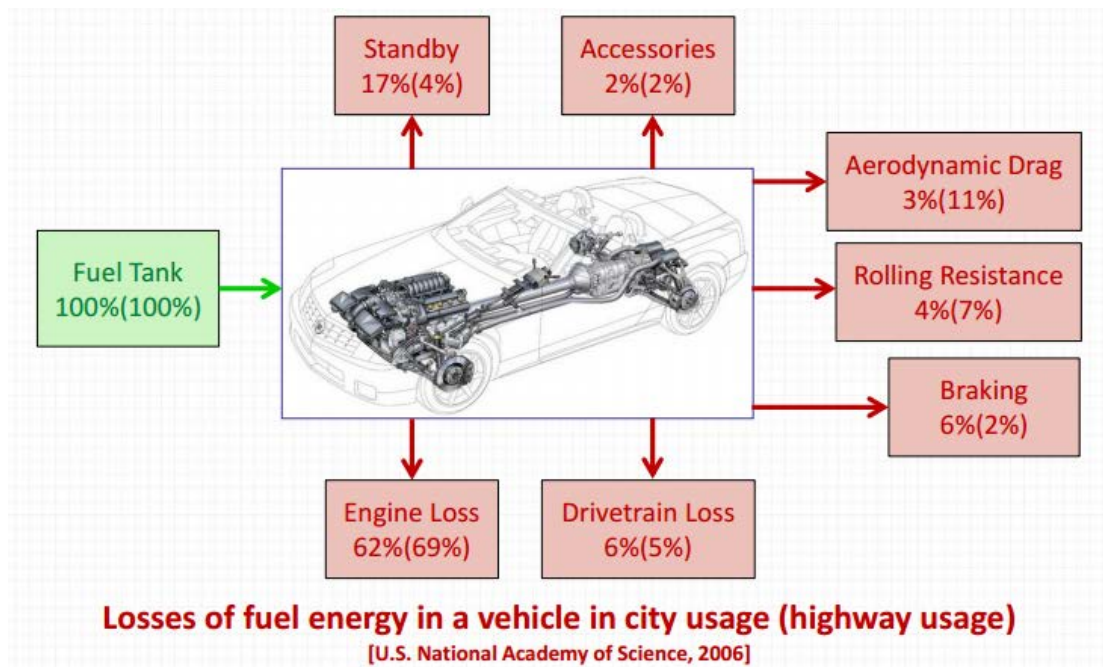 Standby
17%(4%)
Accessories
2%(2%)
Aerodynamic Drag
3%(11%)
Fuel Tank
100%(100%)
Rolling Resistance
4%(7%)
Braking
6%(2%)
Engine Loss
62%(69%)
Drivetrain Loss
6%(5%)
Losses of fuel energy in a vehicle in city usage (highway usage)
[U.S. National Academy of Science, 2006]